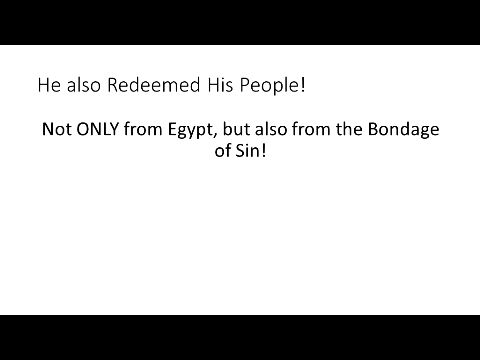 He also Redeemed His People!
Not ONLY from Egypt, but also from the Bondage
of Sin!